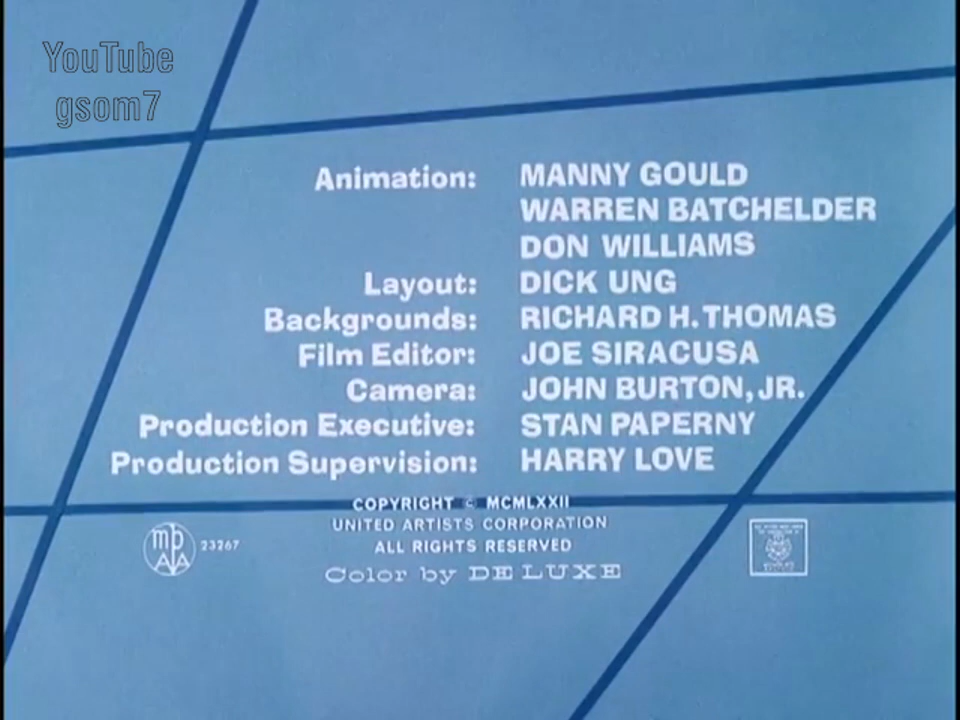 YouTube
gsom7
Animation: MANNY GOULD
WARREN BATCHELDER
DON WILLIAMS
Layout: DICK UNG
Backgrounds: RICHARD H. THOMAS
Film Editor: JOE SIRACUSA
Camera: JOHN BURTON, JR.
Production Executive: STAN PAPERNY
Production Supervision: HARRY LOVE
COPYRIGHT © MCMLXXII
UNITED ARTISTS CORPORATION
ALL RIGHTS RESERVED
Color by DE LUXE
mp
AA
23267